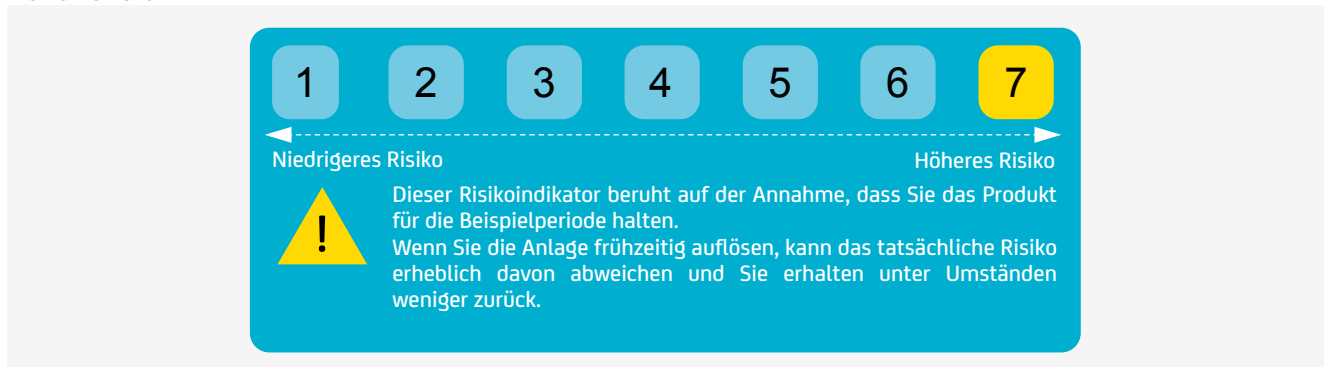 1 2 3 4 5 6 7
Niedrigeres Risiko Höheres Risiko
Dieser Risikoindikator beruht auf der Annahme, dass Sie das Produkt
für die Beispielperiode halten.
!
Wenn Sie die Anlage frühzeitig auflösen, kann das tatsächliche Risiko
erheblich davon abweichen und Sie erhalten unter Umständen
weniger zurück.